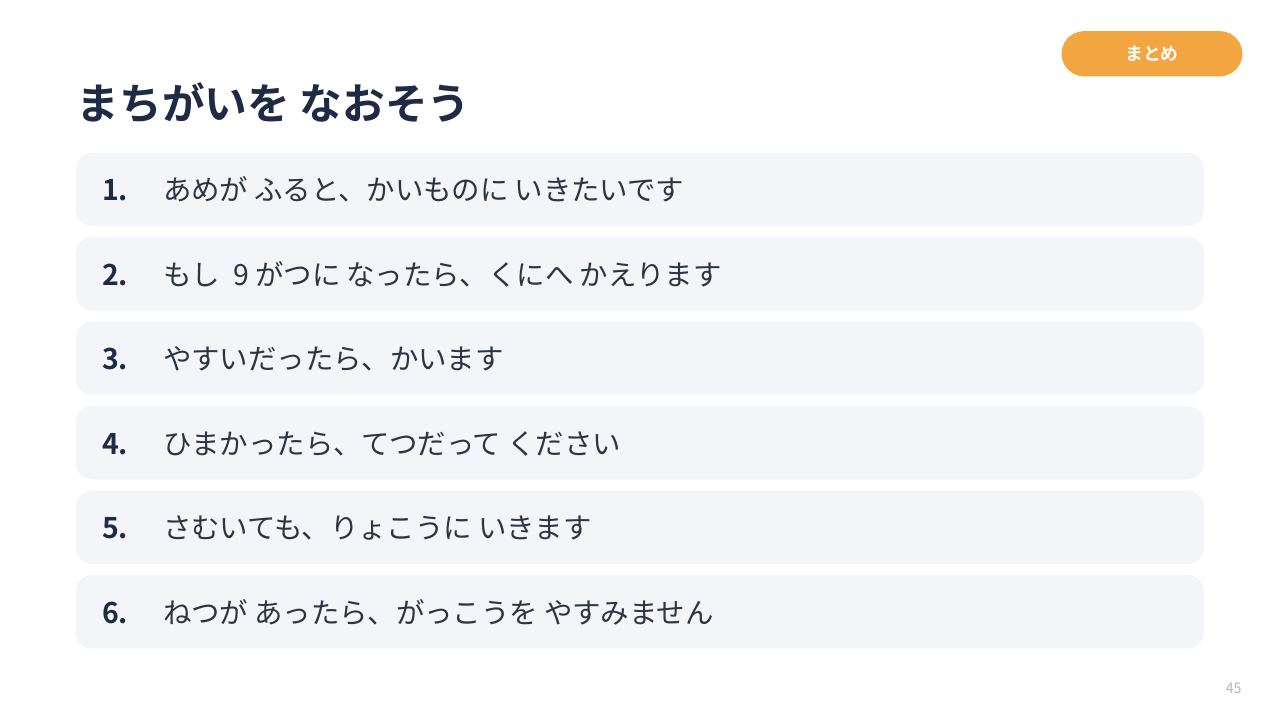 まとめ
まちがいを なおそう
1. あめが ふると、かいものに いきたいです
2. もし ９がつに なったら、くにへ かえります
3. やすいだったら、かいます
4. ひまかったら、てつだって ください
5. さむいても、りょこうに いきます
6. ねつが あったら、がっこうを やすみません
45